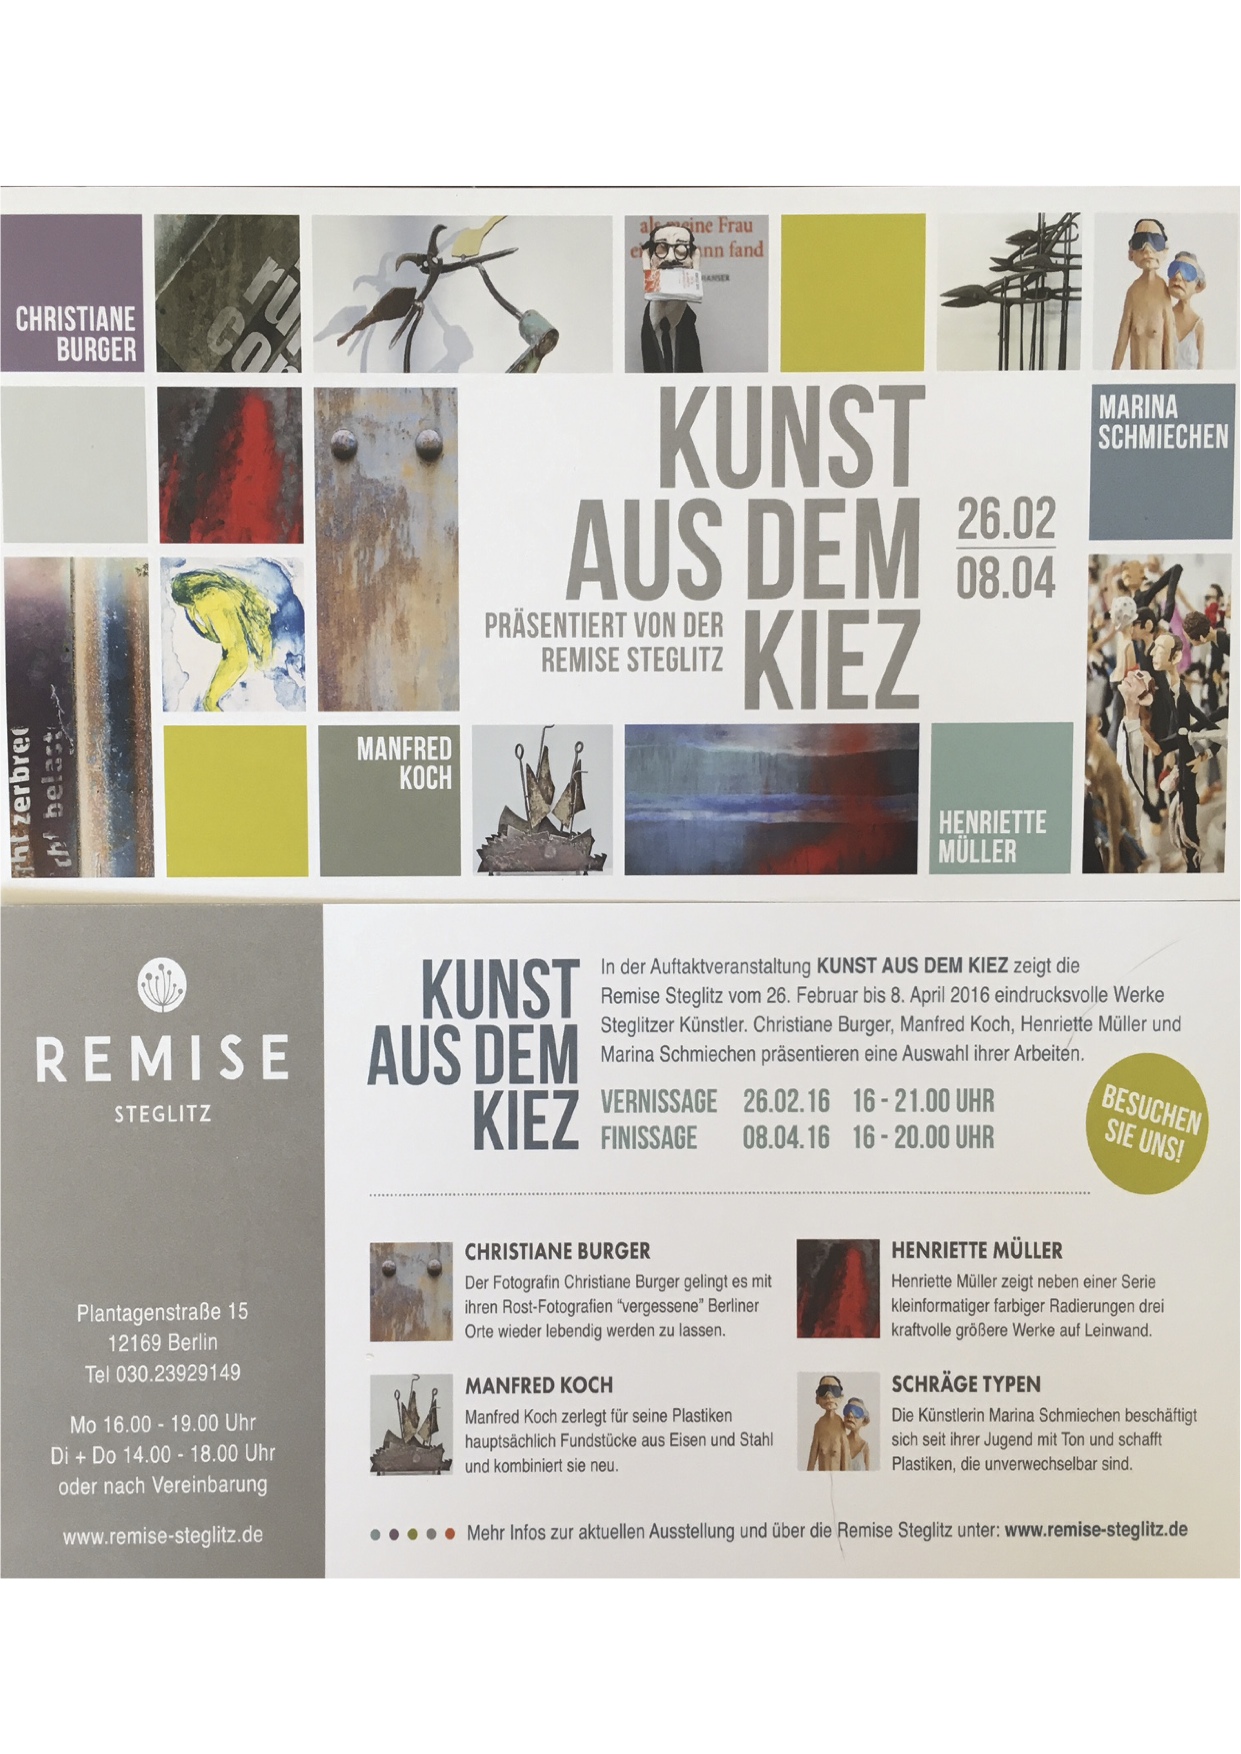 CHRISTIANE
BURGER
als meine Frau
HANSER
MARINA
SCHMIECHEN
KUNST
AUS DEM
KIEZ
26.02
08.04
PRÄSENTIERT VON DER
REMISE STEGLITZ
MANFRED
KOCH
HENRIETTE
MÜLLER
REMISE
STEGLITZ
Plantagenstraße 15
12169 Berlin
Tel 030.23929149
Mo 16.00 - 19.00 Uhr
Di + Do 14.00 - 18.00 Uhr
oder nach Vereinbarung
www.remise-steglitz.de
KUNST
AUS DEM
KIEZ
In der Auftaktveranstaltung KUNST AUS DEM KIEZ zeigt die
Remise Steglitz vom 26. Februar bis 8. April 2016 eindrucksvolle Werke
Steglitzer Künstler. Christiane Burger, Manfred Koch, Henriette Müller und
Marina Schmiechen präsentieren eine Auswahl ihrer Arbeiten.
VERNISSAGE 26.02.16 16 - 21.00 UHR
FINISSAGE 08.04.16 16 - 20.00 UHR
BESUCHEN
SIE UNS!
CHRISTIANE BURGER
Der Fotografin Christiane Burger gelingt es mit
ihren Rost-Fotografien “vergessene” Berliner
Orte wieder lebendig werden zu lassen.
HENRIETTE MÜLLER
Henriette Müller zeigt neben einer Serie
kleinformatiger farbiger Radierungen drei
kraftvolle größere Werke auf Leinwand.
MANFRED KOCH
Manfred Koch zerlegt für seine Plastiken
hauptsächlich Fundstücke aus Eisen und Stahl
und kombiniert sie neu.
SCHRÄGE TYPEN
Die Künstlerin Marina Schmiechen beschäftigt
sich seit ihrer Jugend mit Ton und schafft
Plastiken, die unverwechselbar sind.
Mehr Infos zur aktuellen Ausstellung und über die Remise Steglitz unter: www.remise-steglitz.de